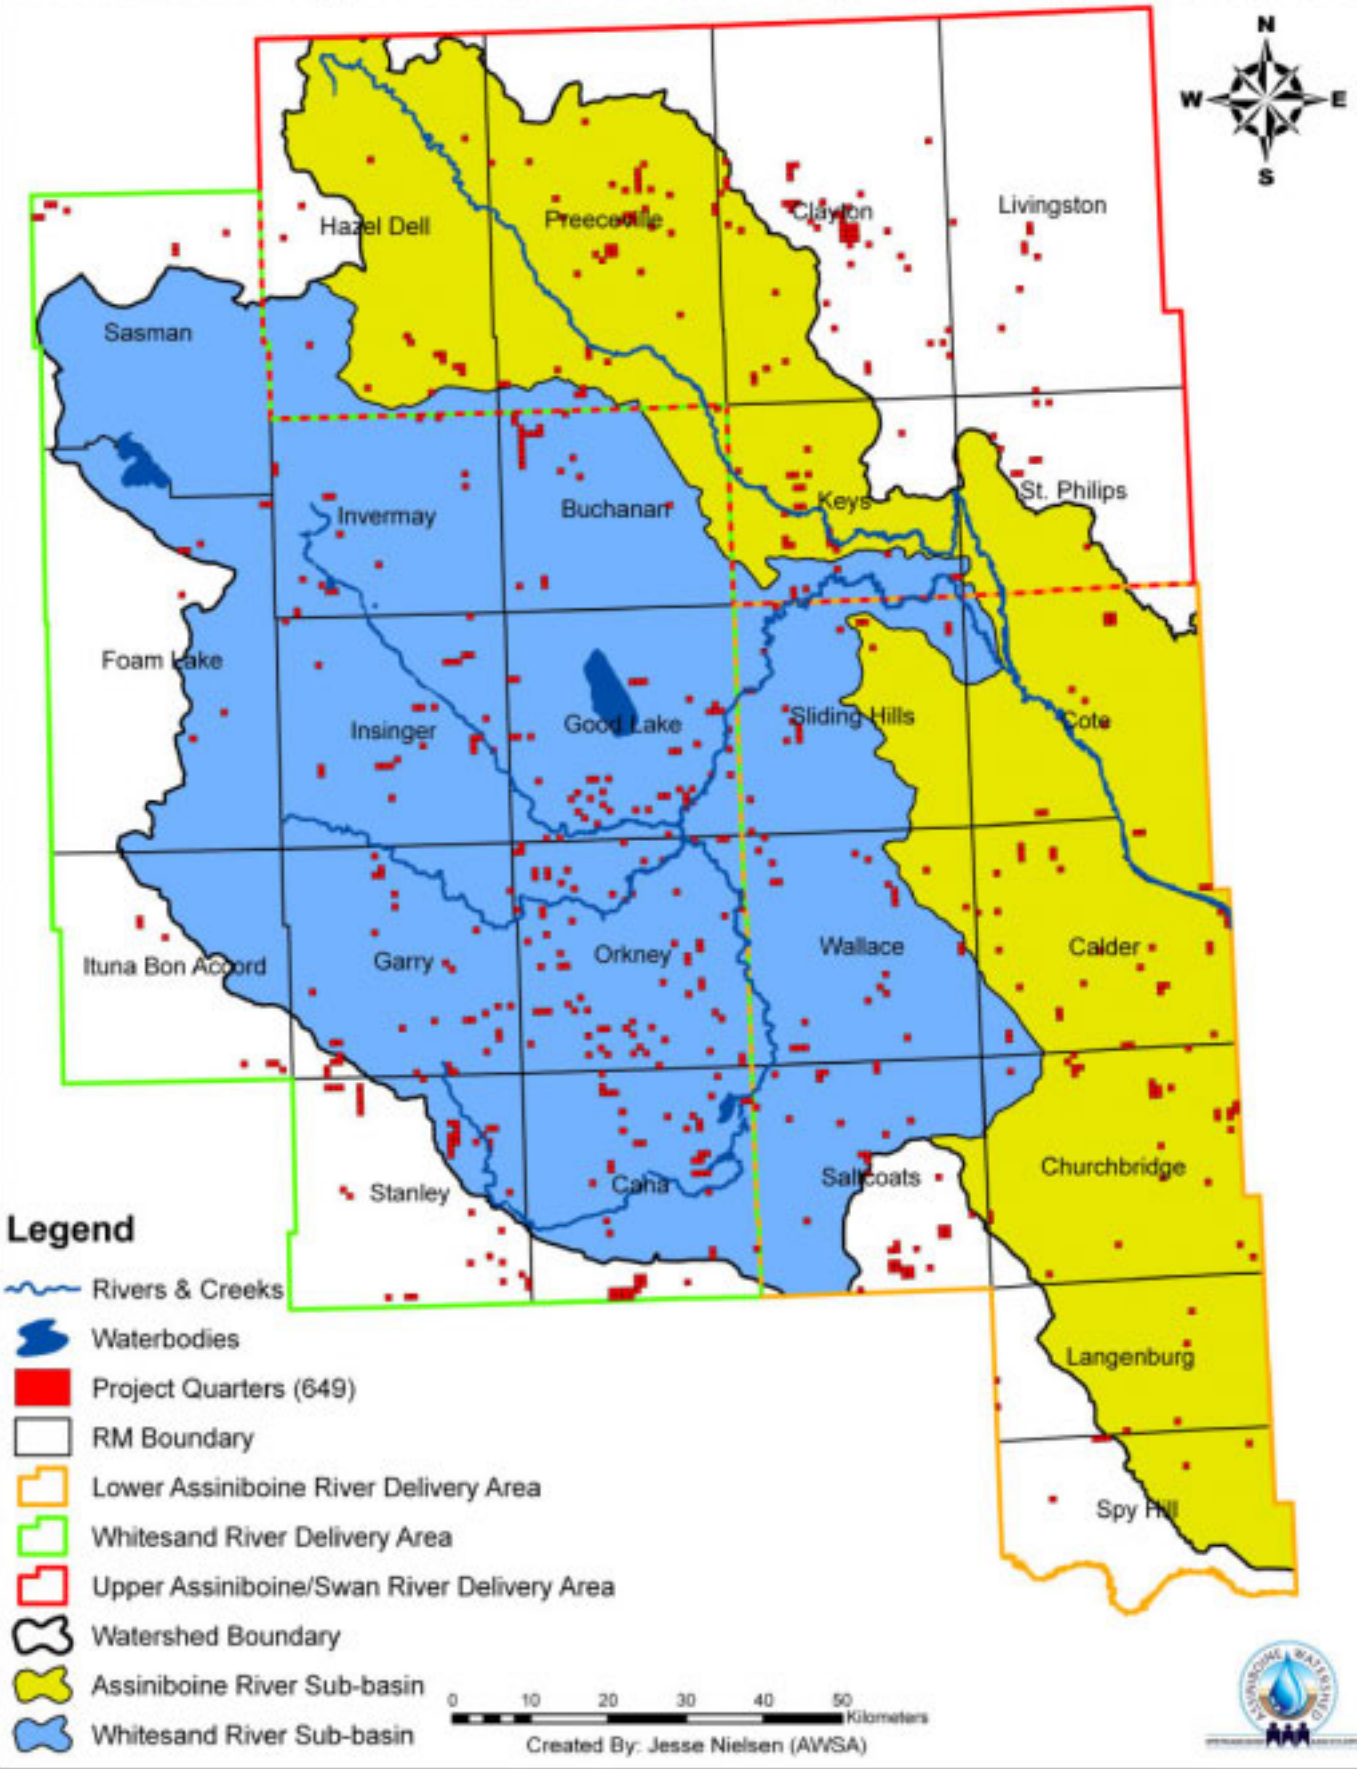 N
W E
S
Livingston
Clayton
Preeceville
Hazel Dell
Sasman
St. Philips
Keys
Buchanan
Invermay
Foam Lake
Insinger
Good Lake
Sliding Hills
Cote
Ituna Bon Accord
Garry
Orkney
Wallace
Calder
Stanley
Cana
Saltcoats
Churchbridge
Langenburg
Spy Hill
Legend
Rivers & Creeks
Waterbodies
Project Quarters (649)
RM Boundary
Lower Assiniboine River Delivery Area
Whitesand River Delivery Area
Upper Assiniboine/Swan River Delivery Area
Watershed Boundary
Assiniboine River Sub-basin
Whitesand River Sub-basin
0 10 20 30 40 50
Kilometers
Created By: Jesse Nielsen (AWSA)
ASSINIBOINE WATERSHED